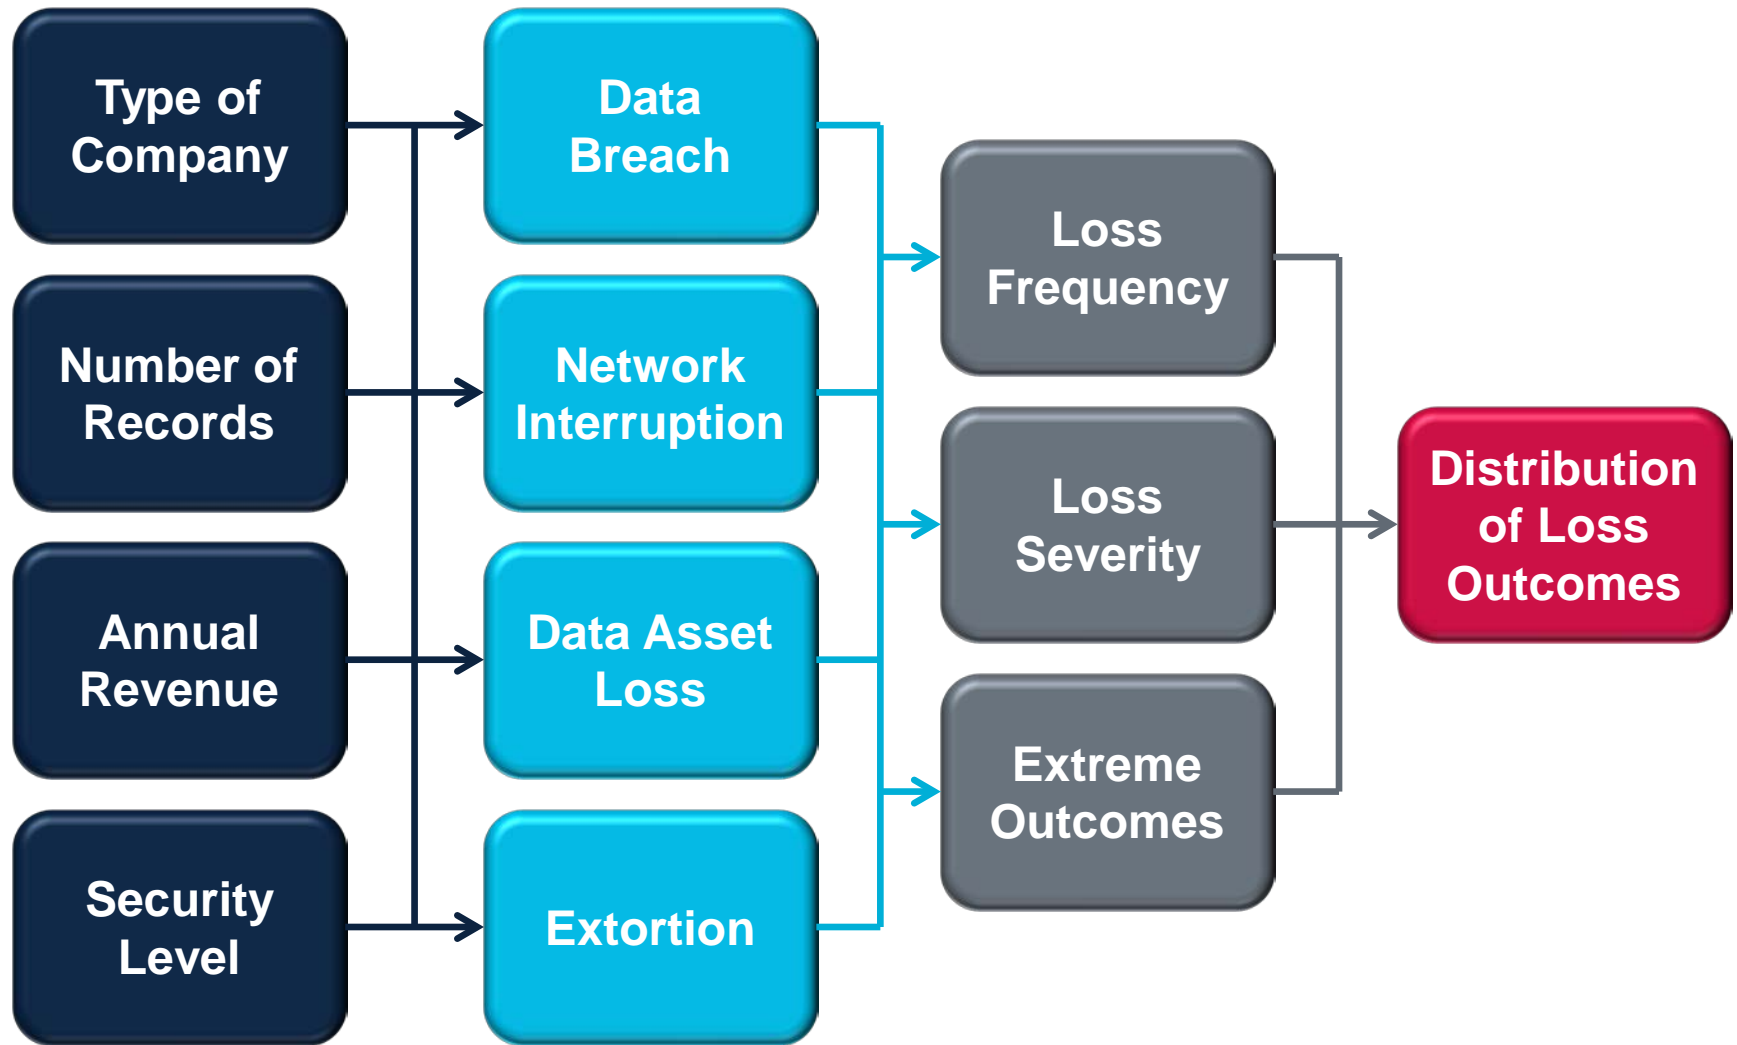 Type of
Company
Number of
Records
Annual
Revenue
Security
Level
Data
Breach
Network
Interruption
Data Asset
Loss
Extortion
Loss
Frequency
Loss
Severity
Extreme
Outcomes
Distribution
of Loss
Outcomes